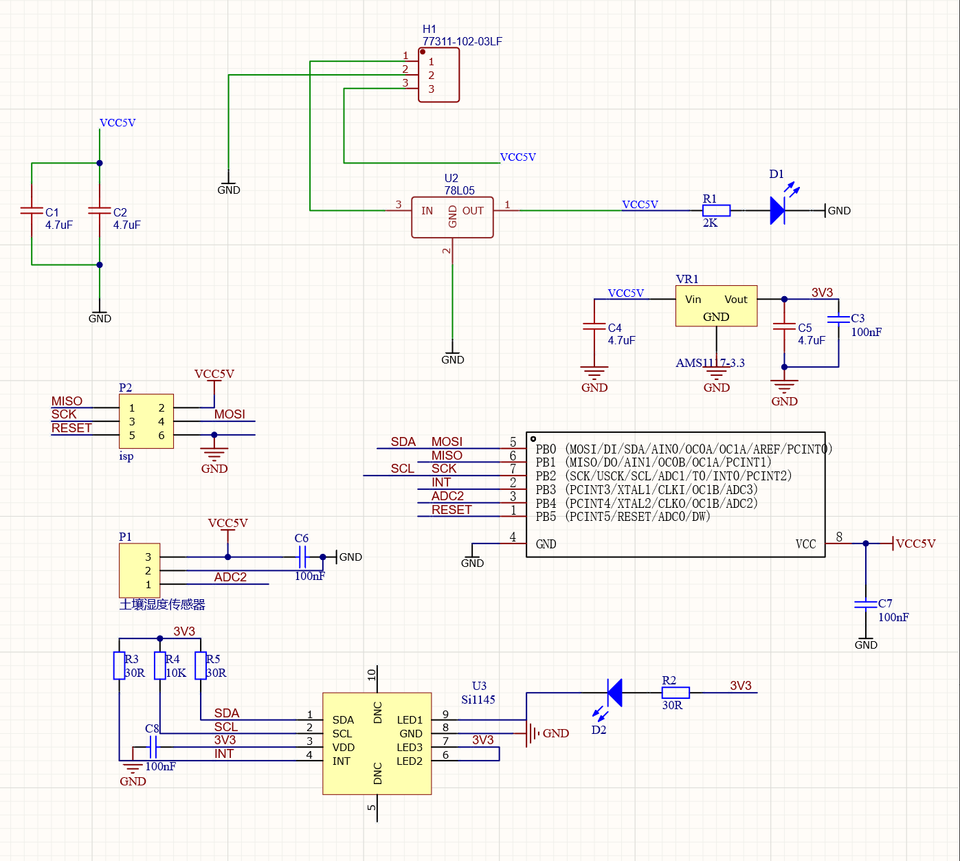 H1
77311-102-03LF
1 1
2 2
3 3
VCC5V
VCC5V
GND
C1
4.7uF
C2
4.7uF
GND
U2
78L05
3 IN GND OUT 1
2
GND
VCC5V
R1
2K
D1
GND
VR1
VCC5V
Vin Vout
GND
3V3
C4
4.7uF
C5
4.7uF
C3
100nF
AMS1117-3.3
GND
GND
GND
P2
VCC5V
MISO 1 2
SCK 3 4 MOSI
RESET 5 6
isp
GND
SDA MOSI 5 PB0 (MOSI/DI/SDA/AIN0/OC0A/OC1A/AREF/PCINT0)
MISO 6 PB1 (MISO/DO/AIN1/OC0B/OC1A/PCINT1)
SCL SCK 7 PB2 (SCK/USCK/SCL/ADC1/T0/INT0/PCINT2)
INT 2 PB3 (PCINT3/XTAL1/CLKI/OC1B/ADC3)
ADC2 3 PB4 (PCINT4/XTAL2/CLKO/OC1B/ADC2)
RESET 1 PB5 (PCINT5/RESET/ADC0/DW)
4 GND VCC 8 VCC5V
GND
C7
100nF
GND
P1
VCC5V
3
2
1
C6
100nF
GND
ADC2
土壤湿度传感器
3V3
R3
30R
R4
10K
R5
30R
SDA 1 SDA
SCL 2 SCL
3V3 3 VDD
INT 4 INT
C8
100nF
GND
10
DNC
DNC
5
U3
Si1145
LED1 9
GND 8
LED3 7 3V3
LED2 6
GND
D2
R2
30R
3V3